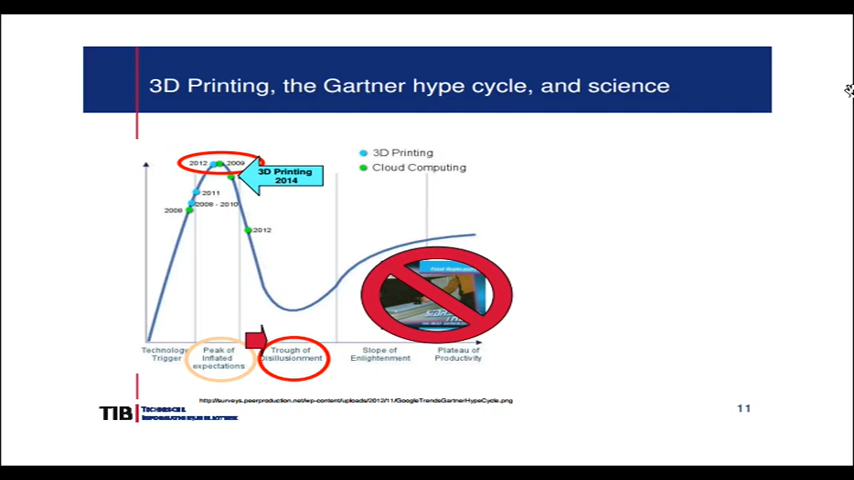 3D Printing, the Gartner hype cycle, and science
3D Printing
Cloud Computing
2012
2009
3D Printing
2014
2011
2008 - 2010
2008
2012
Technology
Trigger
Peak of
Inflated
expectations
Trough of
Disillusionment
Slope of
Enlightenment
Plateau of
Productivity
http://surveys.peerproduction.net/wp-content/uploads/2012/11/GoogleTrendsGartnerHypeCycle.png
TIB
11